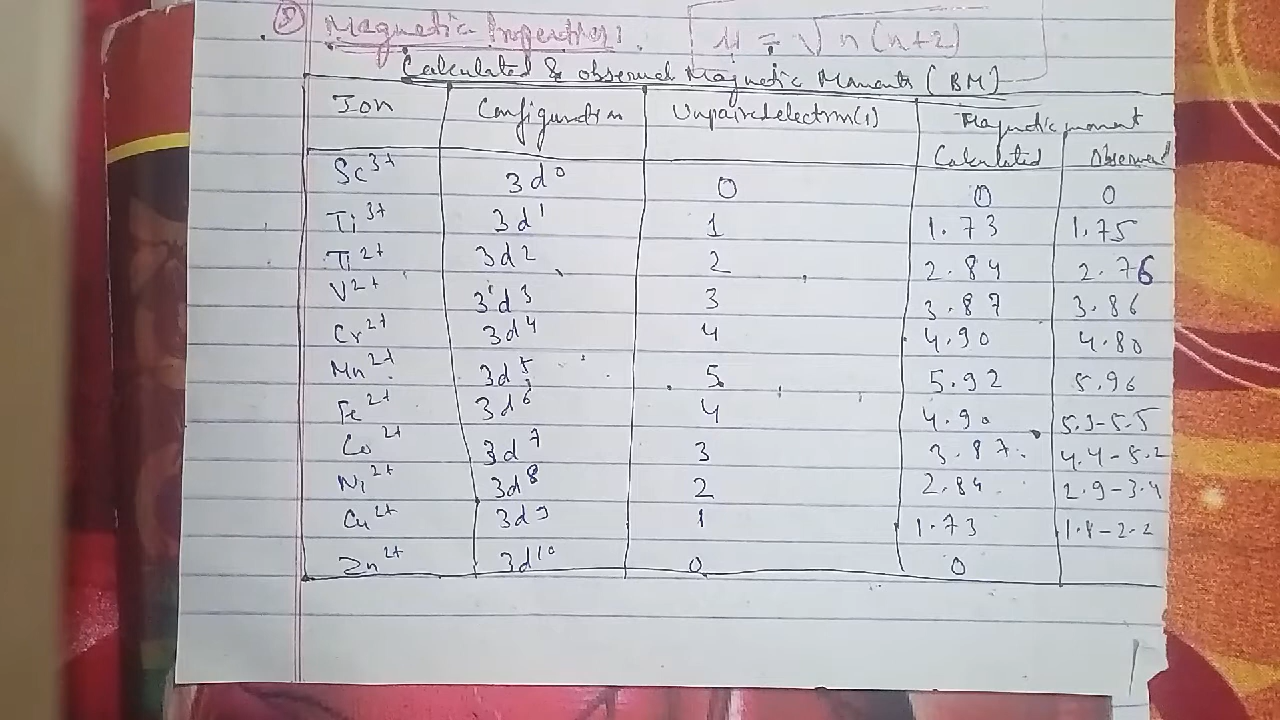 8 Magnetic Properties: μ = √n(n+2)
Calculated & observed Magnetic Moments (BM)
Ion Configuration Unpaired electron(s) Magnetic moment
Calculated Observed
Sc³⁺ 3d⁰ 0 0 0
Ti³⁺ 3d¹ 1 1.73 1.75
Ti²⁺ 3d2 2 2.84 2.76
V²⁺ 3d3 3 3.87 3.86
Cr²⁺ 3d⁴ 4 4.90 4.80
Mn²⁺ 3d⁵ 5 5.92 5.96
Fe²⁺ 3d⁶ 4 4.90 5.3-5.5
Co²⁺ 3d⁷ 3 3.87 4.4-5.2
Ni²⁺ 3d⁸ 2 2.84 2.9-3.4
Cu²⁺ 3d⁹ 1 1.73 1.8-2.2
Zn²⁺ 3d¹⁰ 0 0